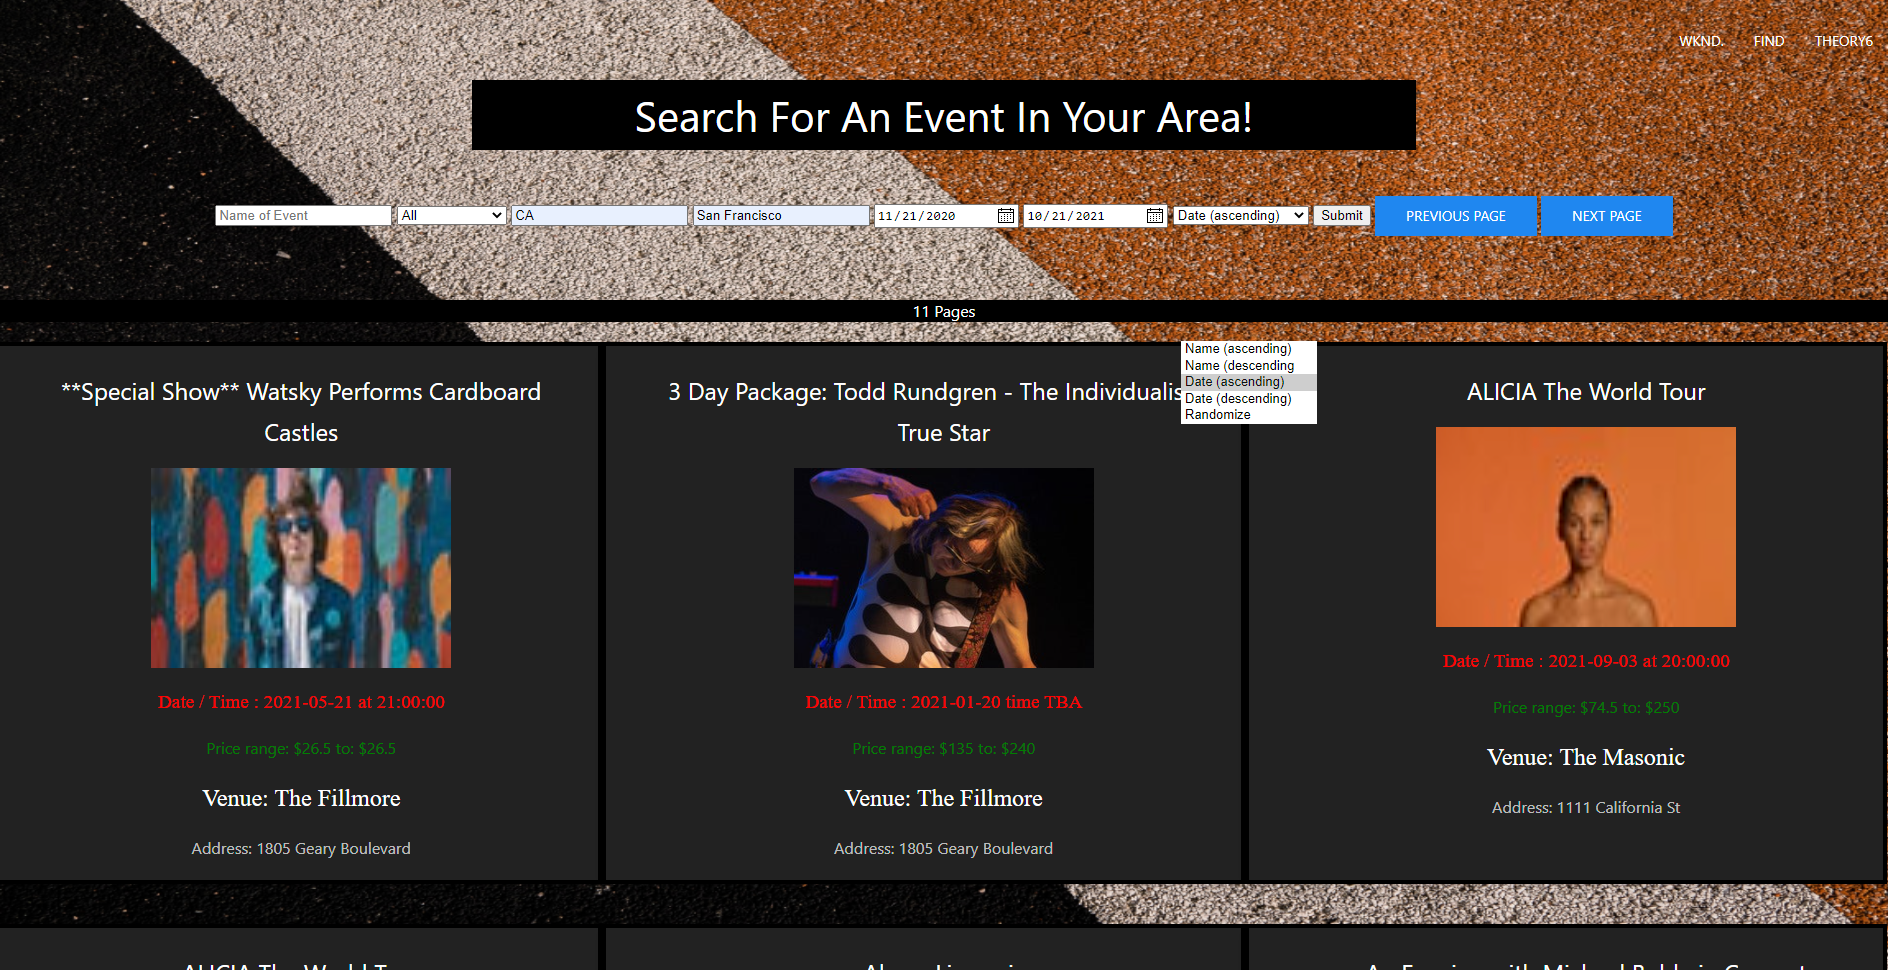 WKND. FIND THEORY6
Search For An Event In Your Area!
Name of Event All CA San Francisco 11/21/2020 10/21/2021 Date (ascending) Submit PREVIOUS PAGE NEXT PAGE
11 Pages
Name (ascending)
Name (descending
Date (ascending)
Date (descending)
Randomize
**Special Show** Watsky Performs Cardboard
Castles
Date / Time : 2021-05-21 at 21:00:00
Price range: $26.5 to: $26.5
Venue: The Fillmore
Address: 1805 Geary Boulevard
3 Day Package: Todd Rundgren - The
True Star
Date / Time : 2021-01-20 time TBA
Price range: $135 to: $240
Venue: The Fillmore
Address: 1805 Geary Boulevard
ALICIA The World Tour
Date / Time : 2021-09-03 at 20:00:00
Price range: $74.5 to: $250
Venue: The Masonic
Address: 1111 California St
ALICIA The World